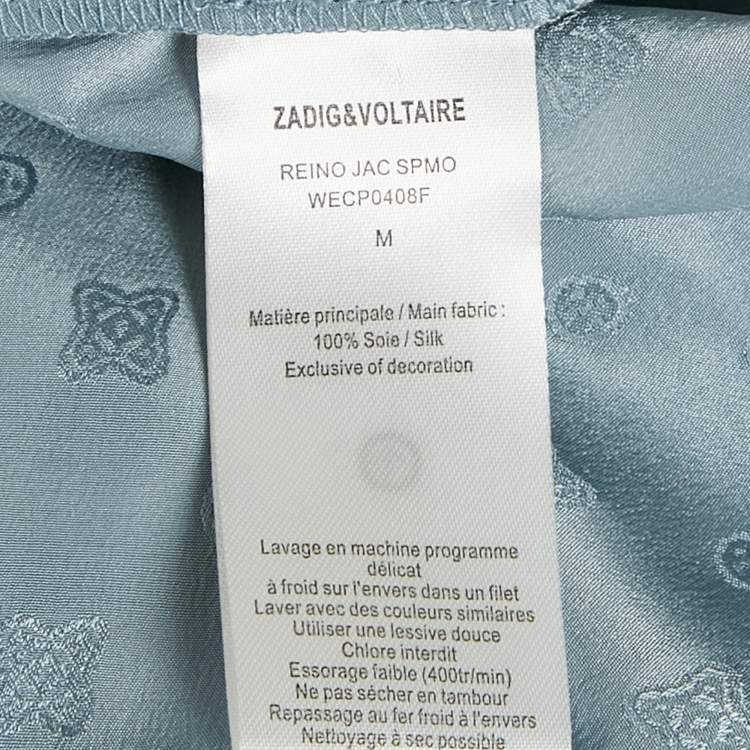 ZADIG&VOLTAIRE
REINO JAC SPMO
WECP0408F
M
Matière principale / Main fabric :
100% Soie / Silk
Exclusive of decoration
Lavage en machine programme
délicat
à froid sur l'envers dans un filet
Laver avec des couleurs similaires
Utiliser une lessive douce
Chlore interdit
Essorage faible (400tr/min)
Ne pas sécher en tambour
Repassage au fer froid à l'envers
Nettoyage à sec possible